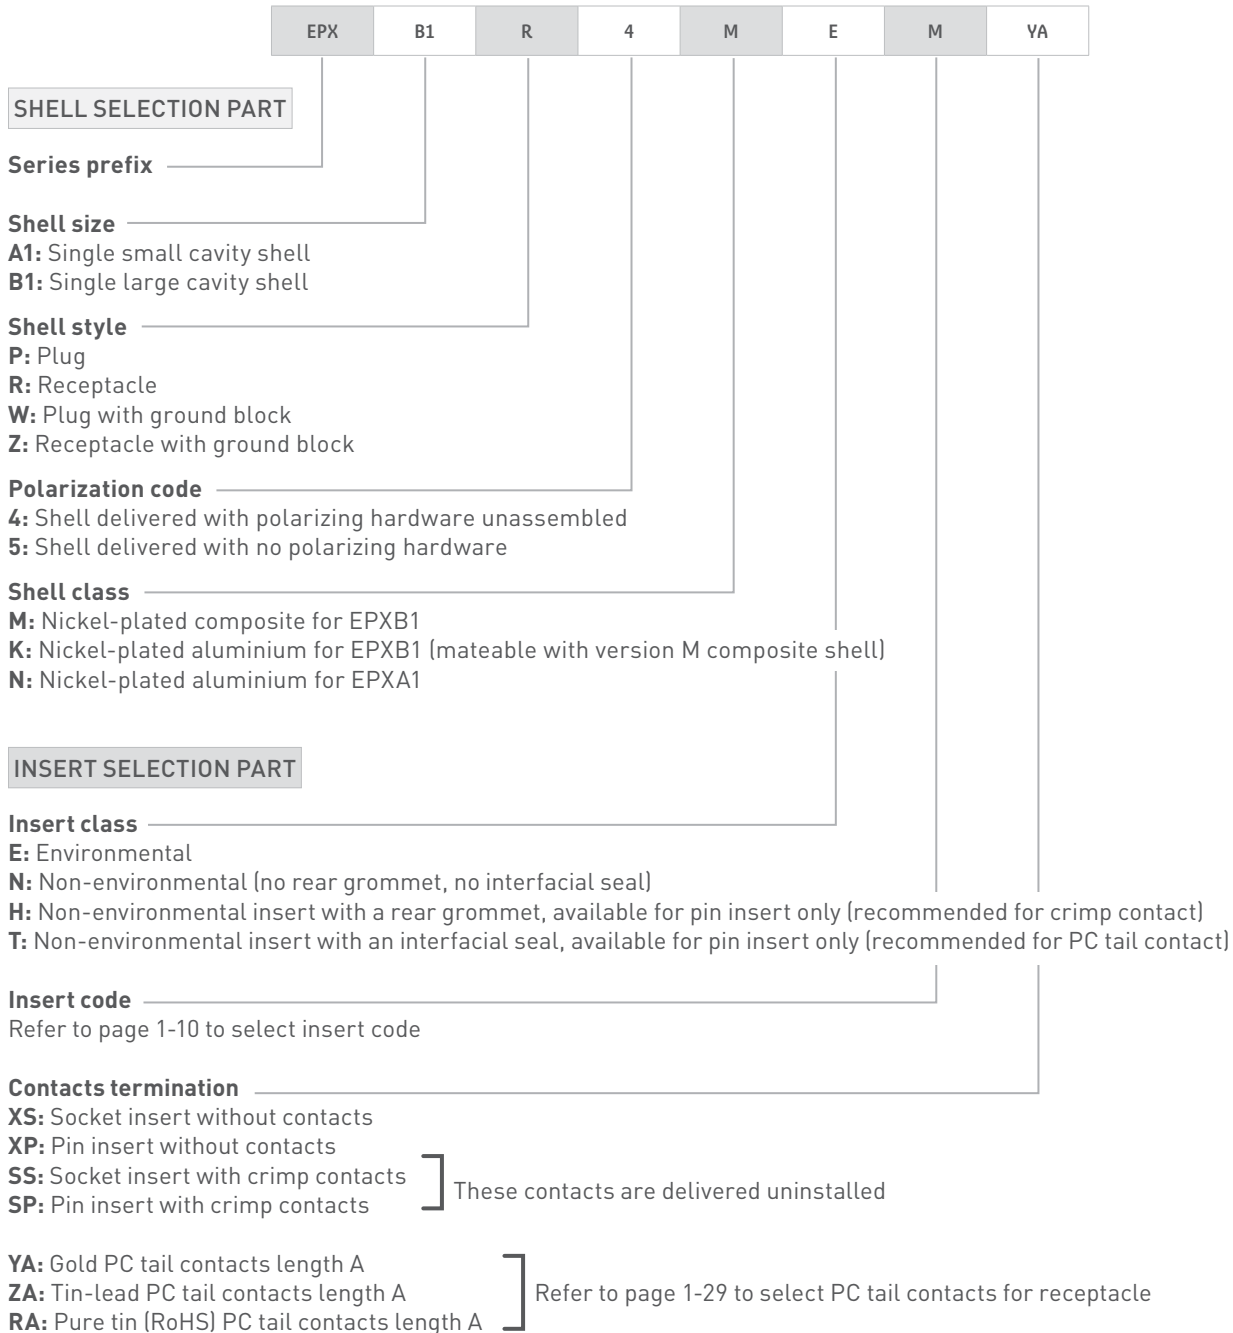 EPX B1 R 4 M E M YA
SHELL SELECTION PART
Series prefix
Shell size
A1: Single small cavity shell
B1: Single large cavity shell
Shell style
P: Plug
R: Receptacle
W: Plug with ground block
Z: Receptacle with ground block
Polarization code
4: Shell delivered with polarizing hardware unassembled
5: Shell delivered with no polarizing hardware
Shell class
M: Nickel-plated composite for EPXB1
K: Nickel-plated aluminium for EPXB1 (mateable with version M composite shell)
N: Nickel-plated aluminium for EPXA1
INSERT SELECTION PART
Insert class
E: Environmental
N: Non-environmental (no rear grommet, no interfacial seal)
H: Non-environmental insert with a rear grommet, available for pin insert only (recommended for crimp contact)
T: Non-environmental insert with an interfacial seal, available for pin insert only (recommended for PC tail contact)
Insert code
Refer to page 1-10 to select insert code
Contacts termination
XS: Socket insert without contacts
XP: Pin insert without contacts
SS: Socket insert with crimp contacts
SP: Pin insert with crimp contacts
These contacts are delivered uninstalled
YA: Gold PC tail contacts length A
ZA: Tin-lead PC tail contacts length A
RA: Pure tin (RoHS) PC tail contacts length A
Refer to page 1-29 to select PC tail contacts for receptacle